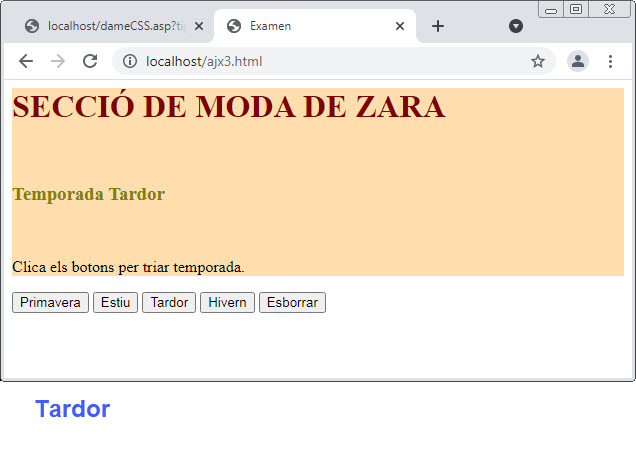 localhost/dameCSS.asp?ti
Examen
localhost/ajx3.html
SECCIÓ DE MODA DE ZARA
Temporada Tardor
Clica els botons per triar temporada.
Primavera Estiu Tardor Hivern Esborrar
Tardor